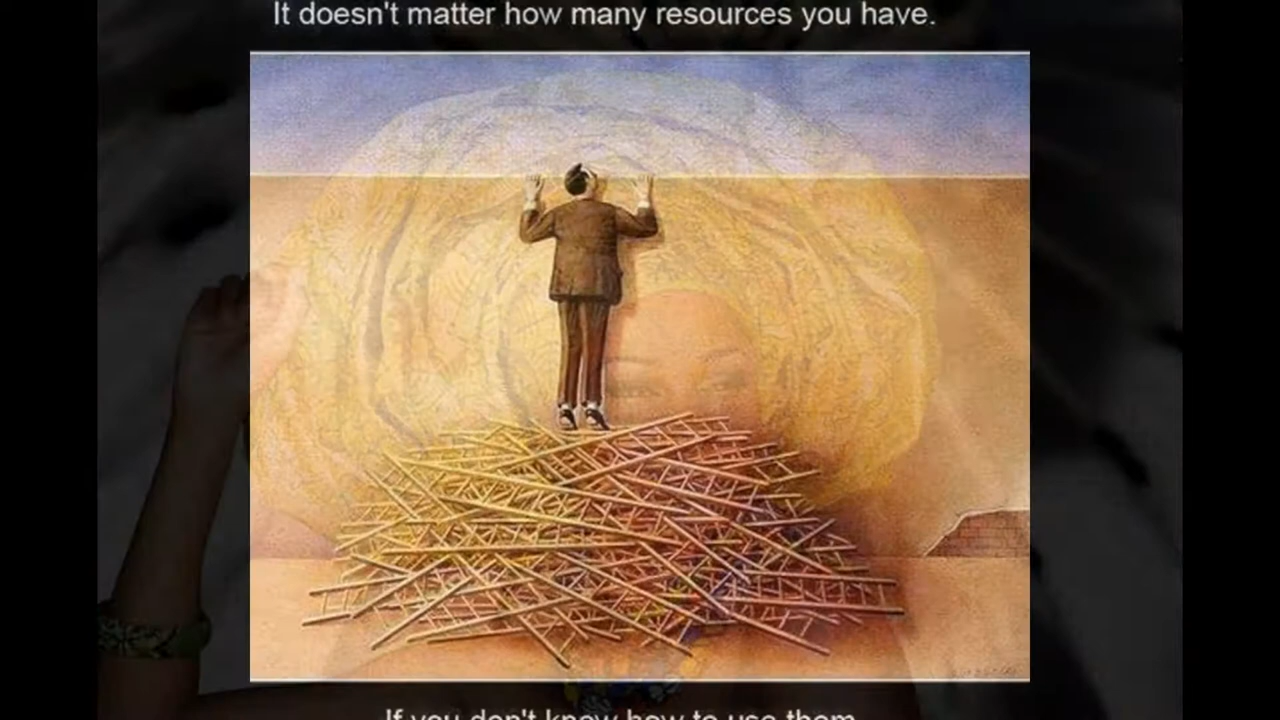 It doesn't matter how many resources you have.
If you don't know how to use them